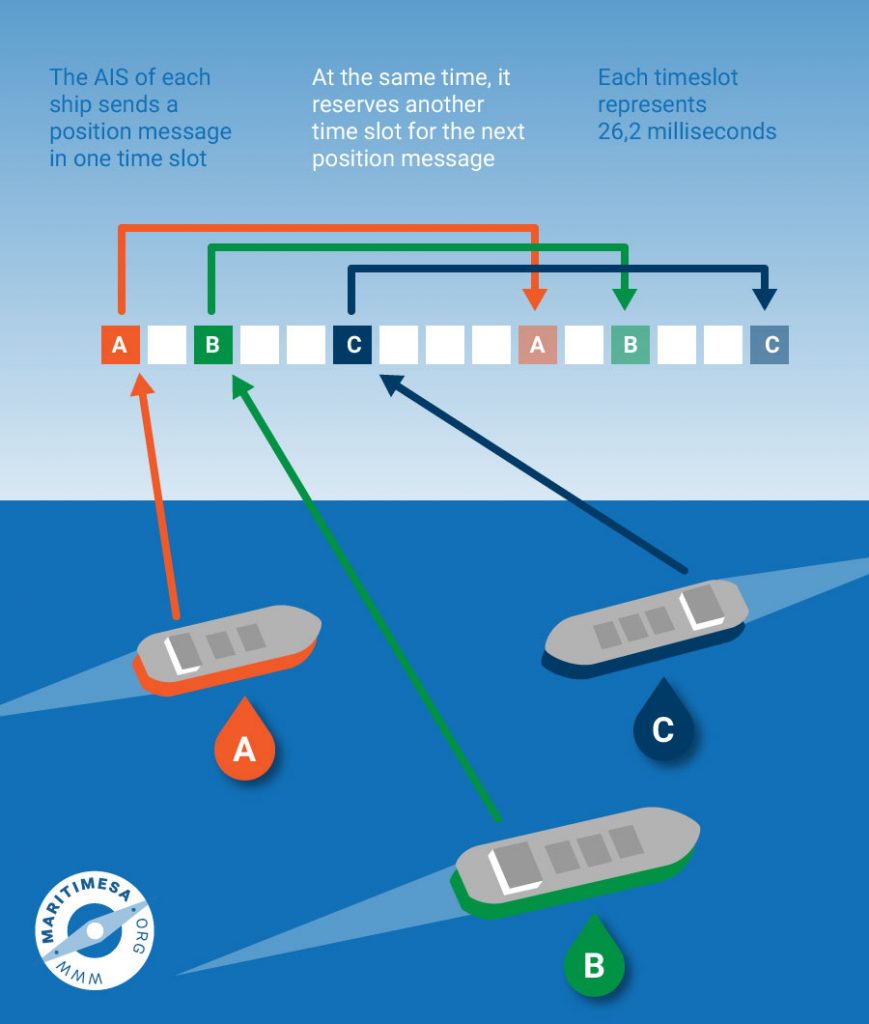 The AIS of each
ship sends a
position message
in one time slot
At the same time, it
reserves another
time slot for the next
position message
Each timeslot
represents
26,2 milliseconds
A B C A B C
A
C
B
WWW MARITIMESA ORG